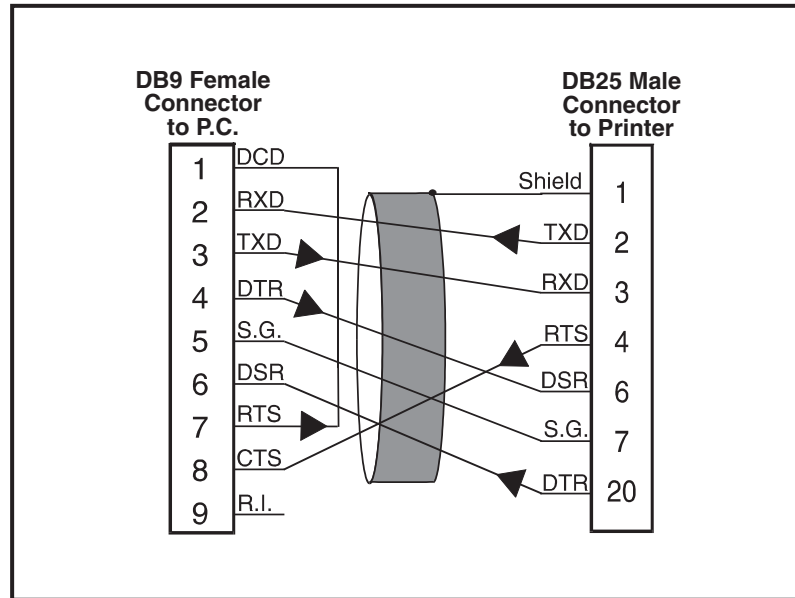 DB9 Female
Connector
to P.C.
DB25 Male
Connector
to Printer
1 DCD
2 RXD
3 TXD
4 DTR
5 S.G.
6 DSR
7 RTS
8 CTS
9 R.I.
Shield 1
TXD 2
RXD 3
RTS 4
DSR 6
S.G. 7
DTR 20